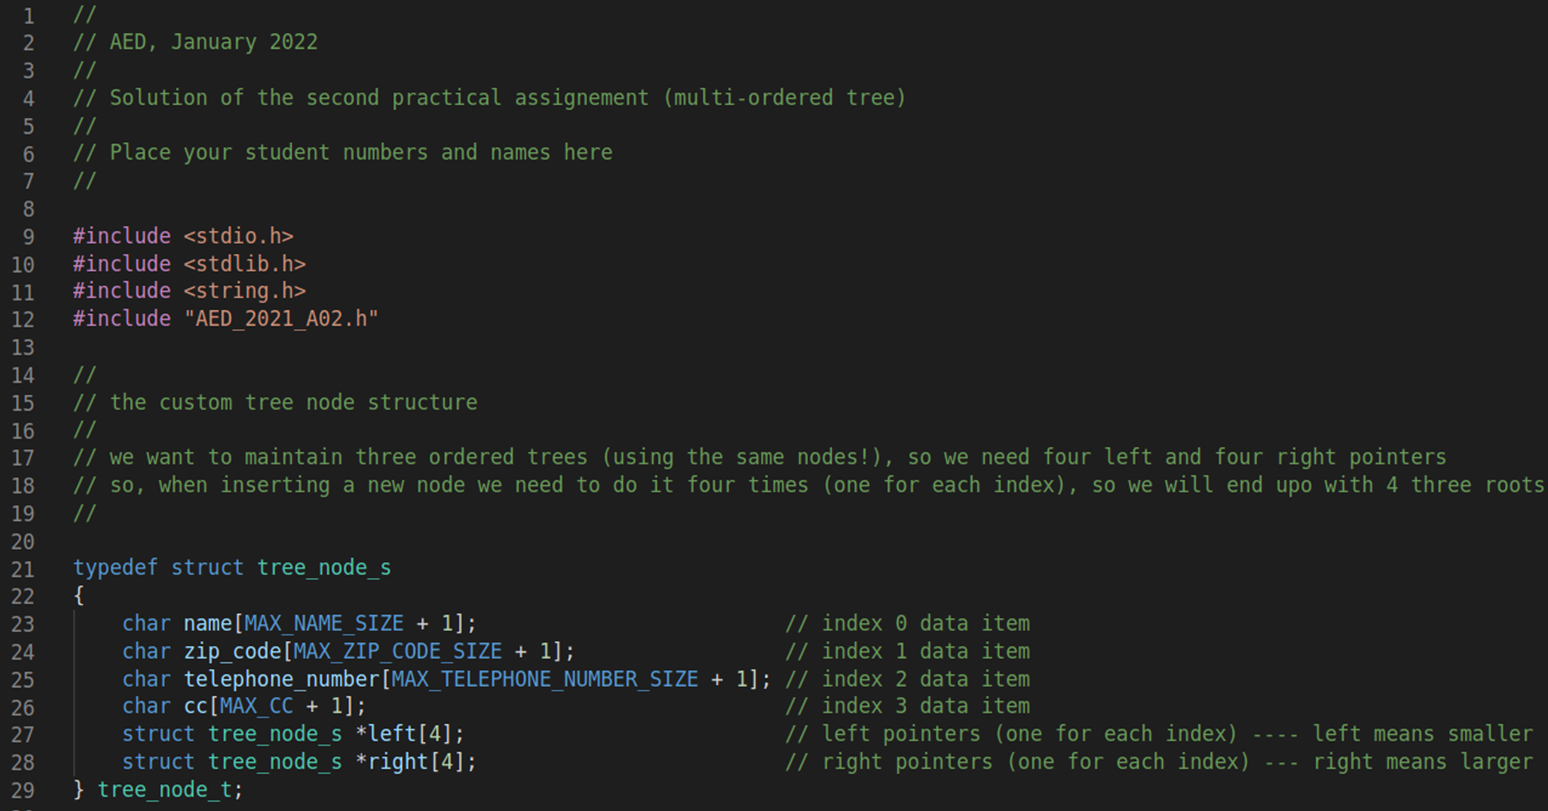 1 //
2 // AED, January 2022
3 //
4 // Solution of the second practical assignement (multi-ordered tree)
5 //
6 // Place your student numbers and names here
7 //
8
9 #include <stdio.h>
10 #include <stdlib.h>
11 #include <string.h>
12 #include "AED_2021_A02.h"
13
14 //
15 // the custom tree node structure
16 //
17 // we want to maintain three ordered trees (using the same nodes!), so we need four left and four right pointers
18 // so, when inserting a new node we need to do it four times (one for each index), so we will end upo with 4 three roots
19 //
20
21 typedef struct tree_node_s
22 {
23     char name[MAX_NAME_SIZE + 1];                         // index 0 data item
24     char zip_code[MAX_ZIP_CODE_SIZE + 1];                 // index 1 data item
25     char telephone_number[MAX_TELEPHONE_NUMBER_SIZE + 1]; // index 2 data item
26     char cc[MAX_CC + 1];                                  // index 3 data item
27     struct tree_node_s *left[4];                          // left pointers (one for each index) ---- left means smaller
28     struct tree_node_s *right[4];                         // right pointers (one for each index) --- right means larger
29 } tree_node_t;